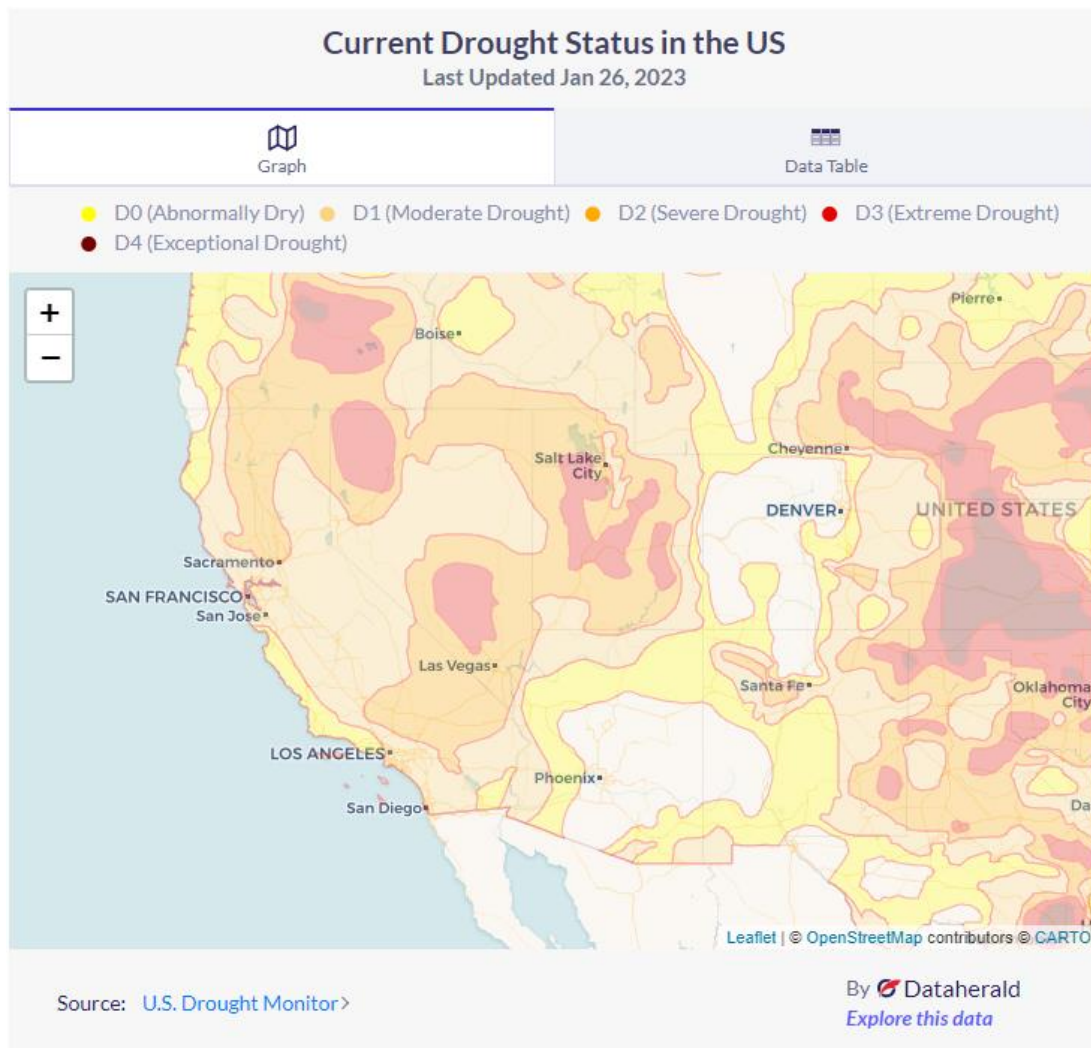 Current Drought Status in the US
Last Updated Jan 26, 2023
Graph
Data Table
D0 (Abnormally Dry)
D1 (Moderate Drought)
D2 (Severe Drought)
D3 (Extreme Drought)
D4 (Exceptional Drought)
+
−
Pierre
Boise
Cheyenne
Salt Lake
City
DENVER
UNITED STATES
Sacramento
SAN FRANCISCO
San Jose
Las Vegas
Santa Fe
Oklahoma
City
LOS ANGELES
Phoenix
San Diego
Da
Leaflet | © OpenStreetMap contributors © CARTO
Source: U.S. Drought Monitor>
By Dataherald
Explore this data